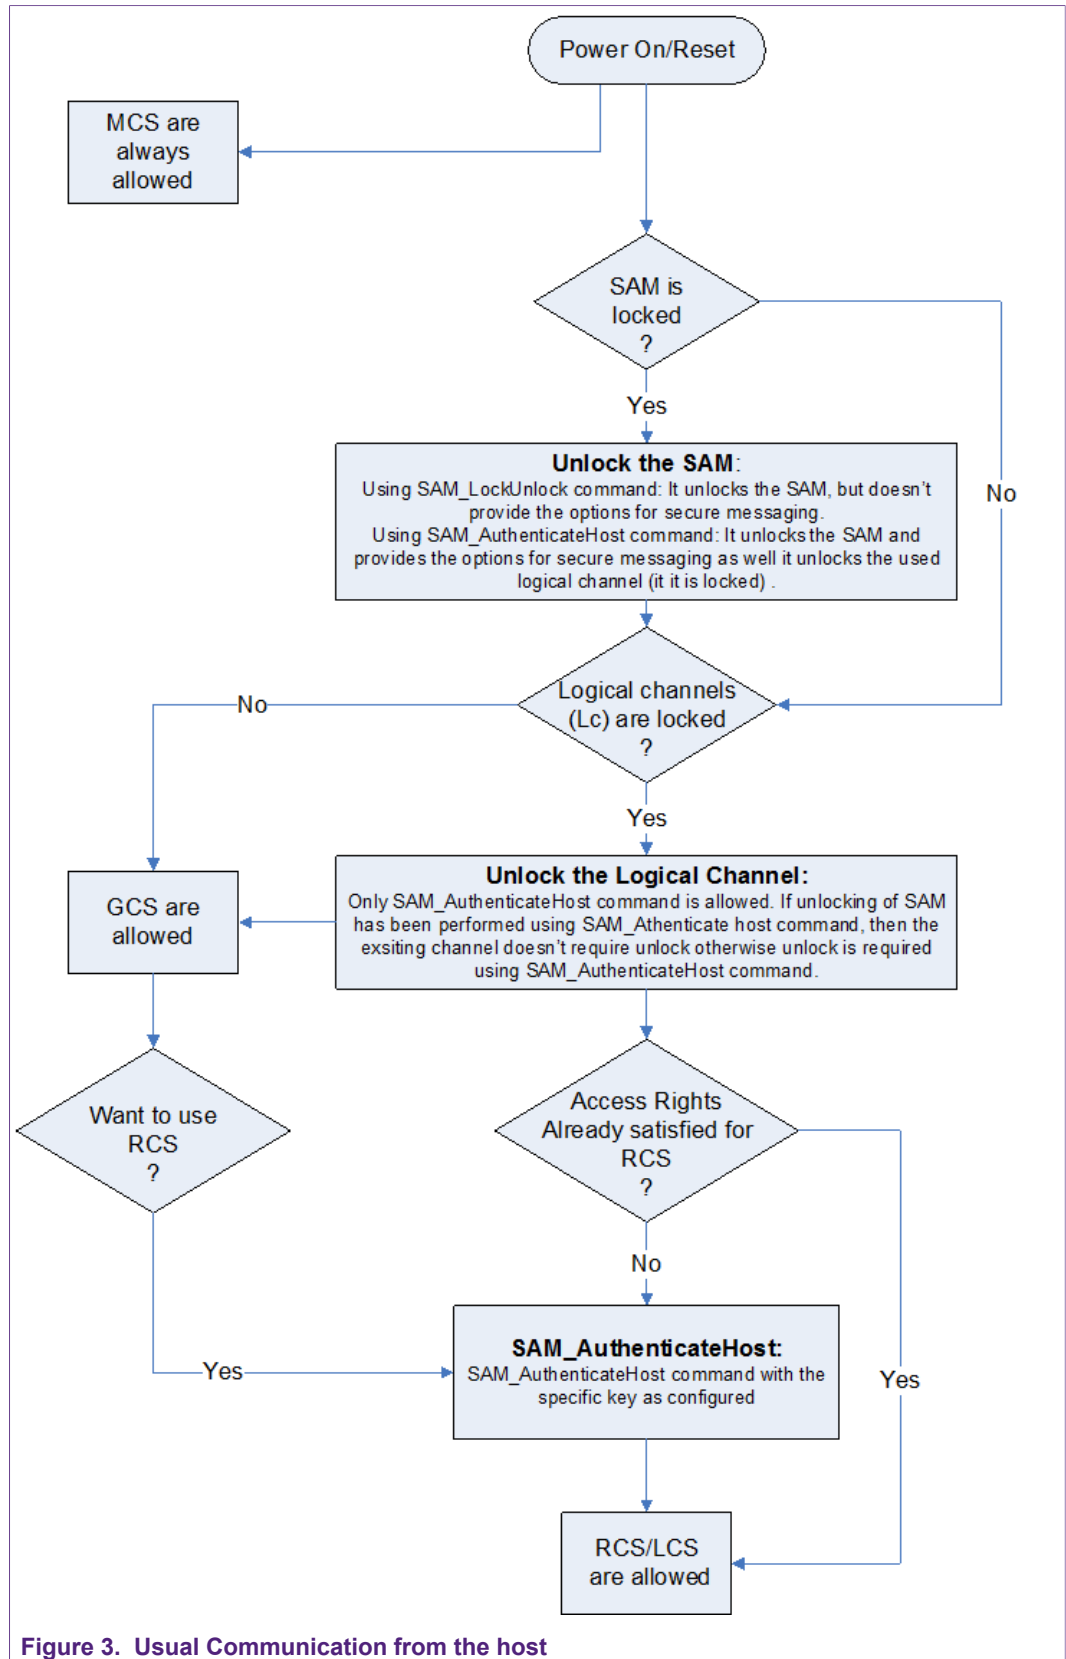 Power On/Reset
MCS are
always
allowed
SAM is
locked
?
Yes
No
Unlock the SAM:
Using SAM_LockUnlock command: It unlocks the SAM, but doesn't
provide the options for secure messaging.
Using SAM_AuthenticateHost command: It unlocks the SAM and
provides the options for secure messaging as well it unlocks the used
logical channel (it it is locked) .
Logical channels
(Lc) are locked
?
No
Yes
Unlock the Logical Channel:
Only SAM_AuthenticateHost command is allowed. If unlocking of SAM
has been performed using SAM_Athenticate host command, then the
exsiting channel doesn't require unlock otherwise unlock is required
using SAM_AuthenticateHost command.
GCS are
allowed
Want to use
RCS
?
Access Rights
Already satisfied for
RCS
?
No
Yes
Yes
SAM_AuthenticateHost:
SAM_AuthenticateHost command with the
specific key as configured
RCS/LCS
are allowed
Figure 3. Usual Communication from the host